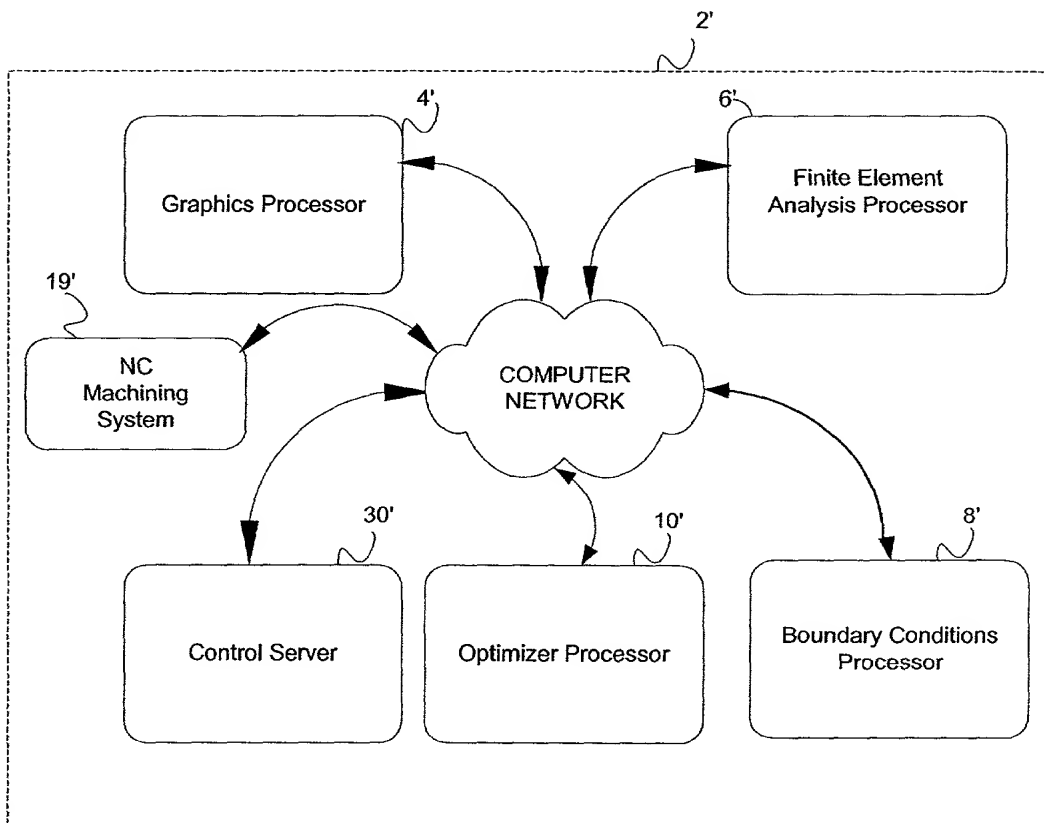 2'
4'
6'
Graphics Processor
Finite Element
Analysis Processor
19'
NC
Machining
System
COMPUTER
NETWORK
30'
10'
8'
Control Server
Optimizer Processor
Boundary Conditions
Processor